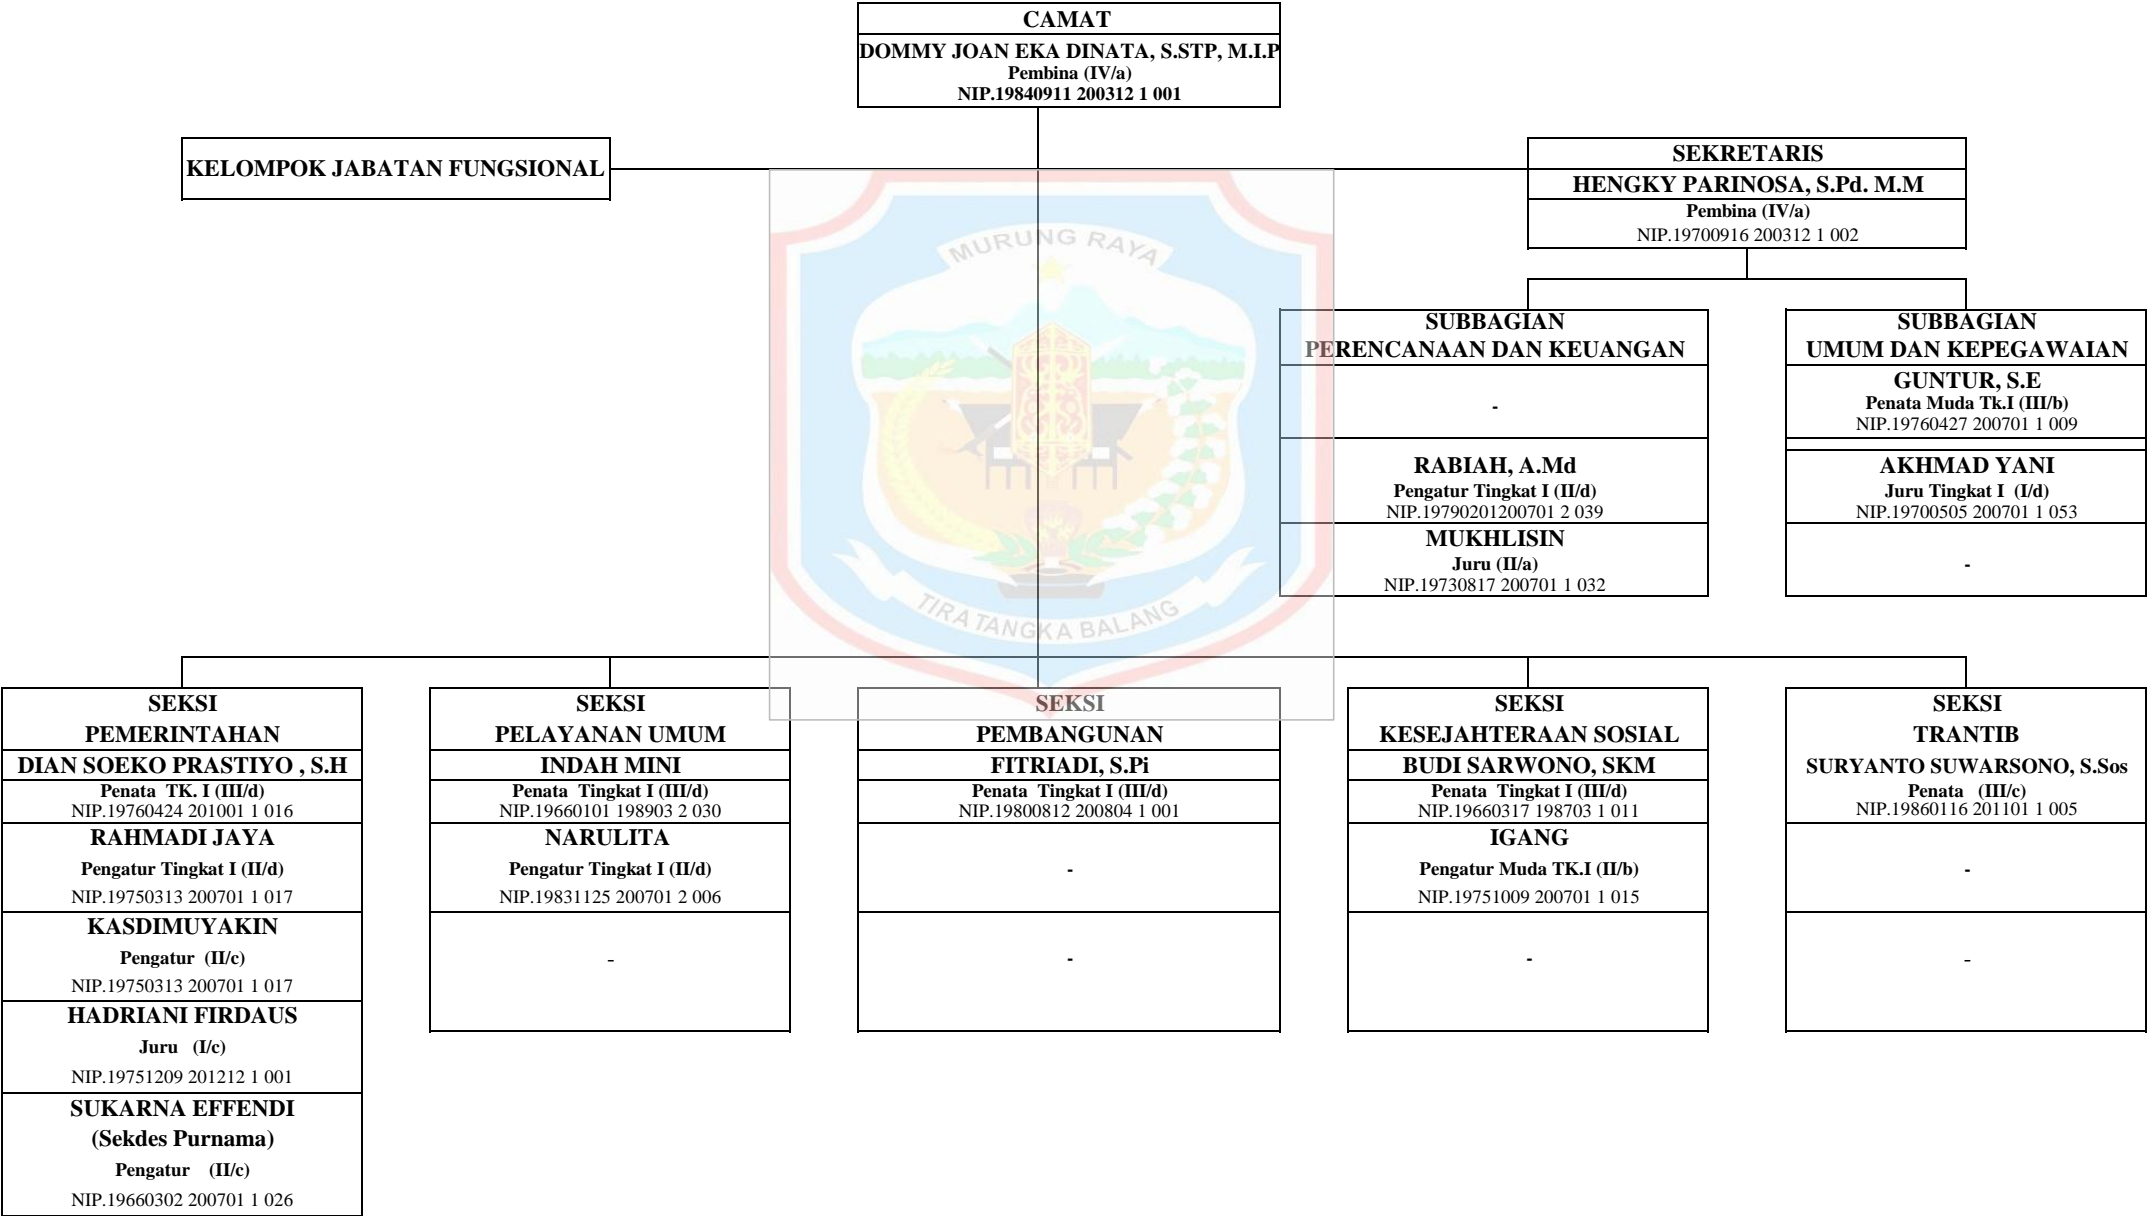 CAMAT
DOMMY JOAN EKA DINATA, S.STP, M.I.P
Pembina (IV/a)
NIP.19840911 200312 1 001
KELOMPOK JABATAN FUNGSIONAL
SEKRETARIS
HENGKY PARINOSA, S.Pd. M.M
Pembina (IV/a)
NIP.19700916 200312 1 002
MURUNG RAYA
TIRA TANGKA BALANG
SUBBAGIAN
PERENCANAAN DAN KEUANGAN
-
RABIAH, A.Md
Pengatur Tingkat I (II/d)
NIP.19790201200701 2 039
MUKHLISIN
Juru (II/a)
NIP.19730817 200701 1 032
SUBBAGIAN
UMUM DAN KEPEGAWAIAN
GUNTUR, S.E
Penata Muda Tk.I (III/b)
NIP.19760427 200701 1 009
AKHMAD YANI
Juru Tingkat I (I/d)
NIP.19700505 200701 1 053
-
SEKSI
PEMERINTAHAN
DIAN SOEKO PRASTIYO , S.H
Penata TK. I (III/d)
NIP.19760424 201001 1 016
RAHMADI JAYA
Pengatur Tingkat I (II/d)
NIP.19750313 200701 1 017
KASDIMUYAKIN
Pengatur (II/c)
NIP.19750313 200701 1 017
HADRIANI FIRDAUS
Juru (I/c)
NIP.19751209 201212 1 001
SUKARNA EFFENDI
(Sekdes Purnama)
Pengatur (II/c)
NIP.19660302 200701 1 026
SEKSI
PELAYANAN UMUM
INDAH MINI
Penata Tingkat I (III/d)
NIP.19660101 198903 2 030
NARULITA
Pengatur Tingkat I (II/d)
NIP.19831125 200701 2 006
-
SEKSI
PEMBANGUNAN
FITRIADI, S.Pi
Penata Tingkat I (III/d)
NIP.19800812 200804 1 001
-
-
SEKSI
KESEJAHTERAAN SOSIAL
BUDI SARWONO, SKM
Penata Tingkat I (III/d)
NIP.19660317 198703 1 011
IGANG
Pengatur Muda TK.I (II/b)
NIP.19751009 200701 1 015
-
SEKSI
TRANTIB
SURYANTO SUWARSONO, S.Sos
Penata (III/c)
NIP.19860116 201101 1 005
-
-